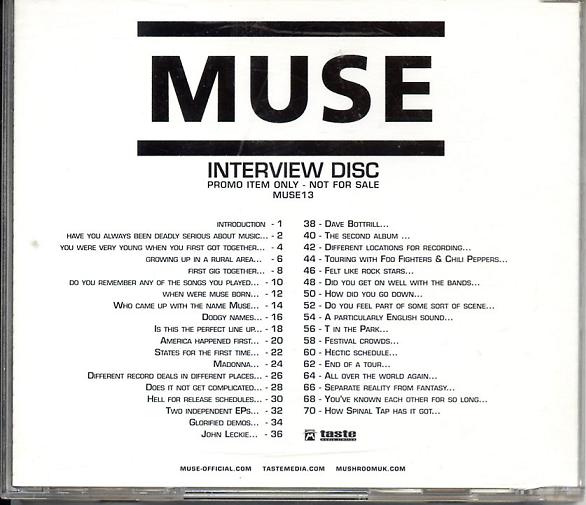 MUSE
INTERVIEW DISC
PROMO ITEM ONLY - NOT FOR SALE
MUSE13
INTRODUCTION - 1
HAVE YOU ALWAYS BEEN DEADLY SERIOUS ABOUT MUSIC... - 2
YOU WERE VERY YOUNG WHEN YOU FIRST GOT TOGETHER... - 4
GROWING UP IN A RURAL AREA... - 6
FIRST GIG TOGETHER... - 8
DO YOU REMEMBER ANY OF THE SONGS YOU PLAYED... - 10
WHEN WERE MUSE BORN... - 12
WHO CAME UP WITH THE NAME MUSE... - 14
DODGY NAMES... - 16
IS THIS THE PERFECT LINE UP... - 18
AMERICA HAPPENED FIRST... - 20
STATES FOR THE FIRST TIME... - 22
MADONNA... - 24
DIFFERENT RECORD DEALS IN DIFFERENT PLACES... - 26
DOES IT NOT GET COMPLICATED... - 28
HELL FOR RELEASE SCHEDULES... - 30
TWO INDEPENDENT EPS... - 32
GLORIFIED DEMOS... - 34
JOHN LECKIE... - 36
38 - DAVE BOTTRILL...
40 - THE SECOND ALBUM ...
42 - DIFFERENT LOCATIONS FOR RECORDING...
44 - TOURING WITH FOO FIGHTERS & CHILI PEPPERS...
46 - FELT LIKE ROCK STARS...
48 - DID YOU GET ON WELL WITH THE BANDS...
50 - HOW DID YOU GO DOWN...
52 - DO YOU FEEL PART OF SOME SORT OF SCENE...
54 - A PARTICULARLY ENGLISH SOUND...
56 - T IN THE PARK...
58 - FESTIVAL CROWDS...
60 - HECTIC SCHEDULE...
62 - END OF A TOUR...
64 - ALL OVER THE WORLD AGAIN...
66 - SEPARATE REALITY FROM FANTASY...
68 - YOU'VE KNOWN EACH OTHER FOR SO LONG...
70 - HOW SPINAL TAP HAS IT GOT...
taste
MUSE-OFFICIAL.COM TASTEMEDIA.COM MUSHROOMUK.COM